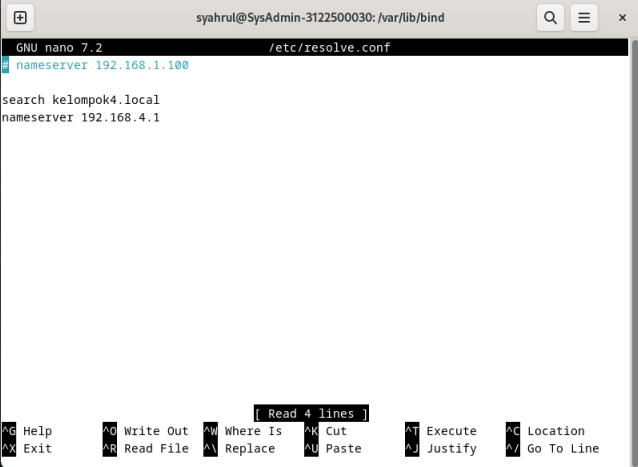 syahrul@SysAdmin-3122500030: /var/lib/bind
GNU nano 7.2 /etc/resolve.conf
# nameserver 192.168.1.100
search kelompok4.local
nameserver 192.168.4.1
[ Read 4 lines ]
^G Help ^O Write Out ^W Where Is ^K Cut ^T Execute ^C Location
^X Exit ^R Read File ^\ Replace ^U Paste ^J Justify ^/ Go To Line